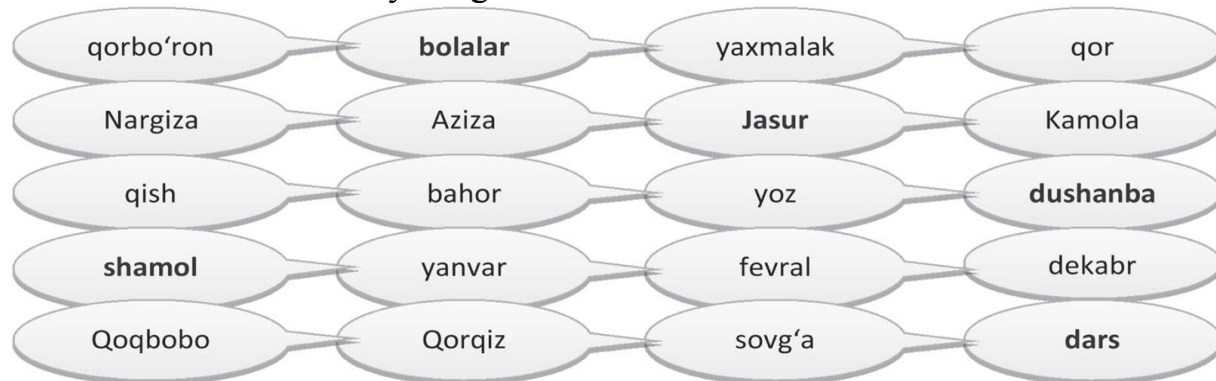 qorbo‘ron bolalar yaxmalak qor
Nargiza Aziza Jasur Kamola
qish bahor yoz dushanba
shamol yanvar fevral dekabr
Qoqbobo Qorqiz sovg‘a dars